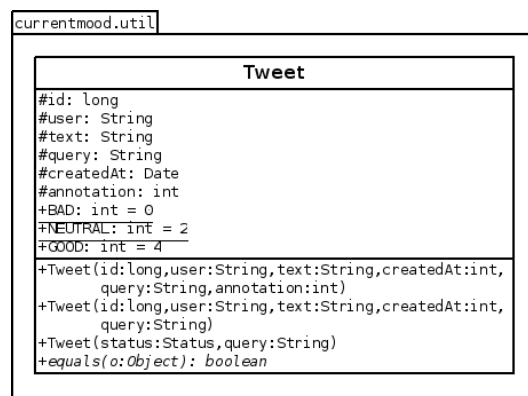 currentmood.util
Tweet
#id: long
#user: String
#text: String
#query: String
#createdAt: Date
#annotation: int
+BAD: int = 0
+NEUTRAL: int = 2
+GOOD: int = 4
+Tweet(id:long,user:String,text:String,createdAt:int,
query:String,annotation:int)
+Tweet(id:long,user:String,text:String,createdAt:int,
query:String)
+Tweet(status:Status,query:String)
+equals(o:Object): boolean